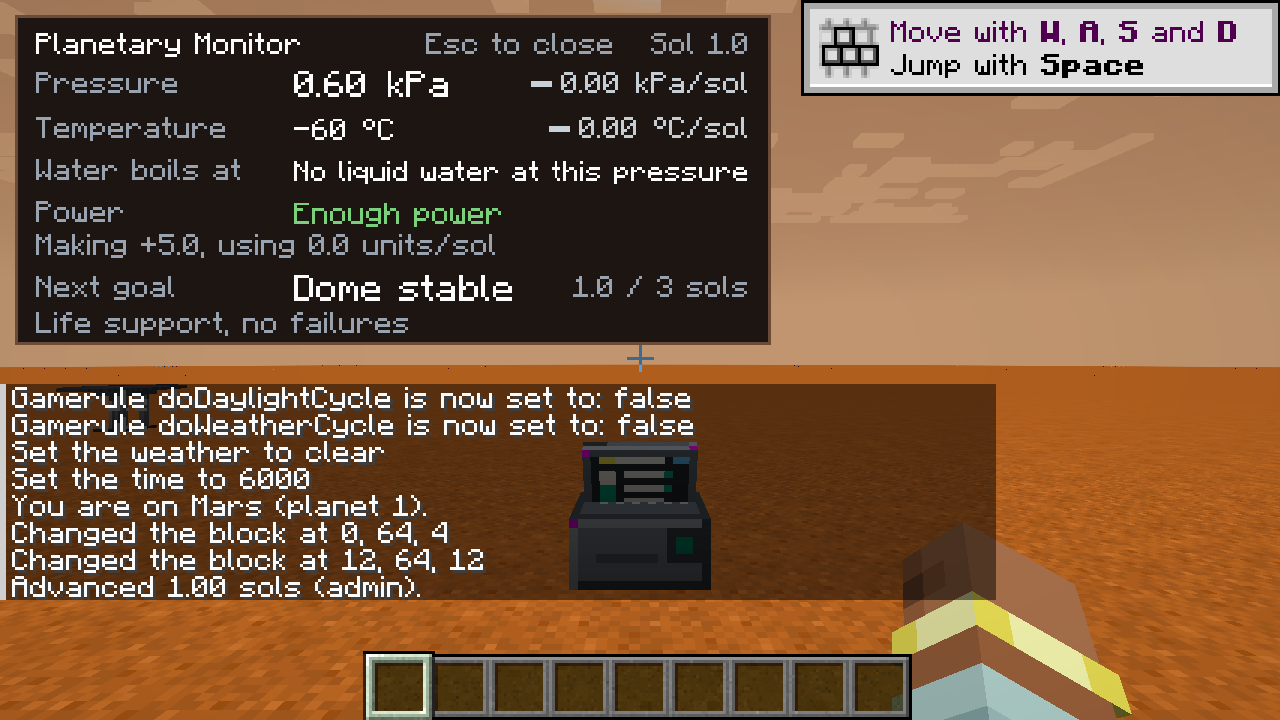 Planetary Monitor Esc to close Sol 1.0
Pressure 0.60 kPa — 0.00 kPa/sol
Temperature -60 ºC — 0.00 ºC/sol
Water boils at No liquid water at this pressure
Power Enough power
Making +5.0, using 0.0 units/sol
Next goal Dome stable 1.0 / 3 sols
Life support, no failures
Move with W, A, S and D
Jump with Space
Gamerule doDaylightCycle is now set to: false
Gamerule doWeatherCycle is now set to: false
Set the weather to clear
Set the time to 6000
You are on Mars (planet 1).
Changed the block at 0, 64, 4
Changed the block at 12, 64, 12
Advanced 1.00 sols (admin).